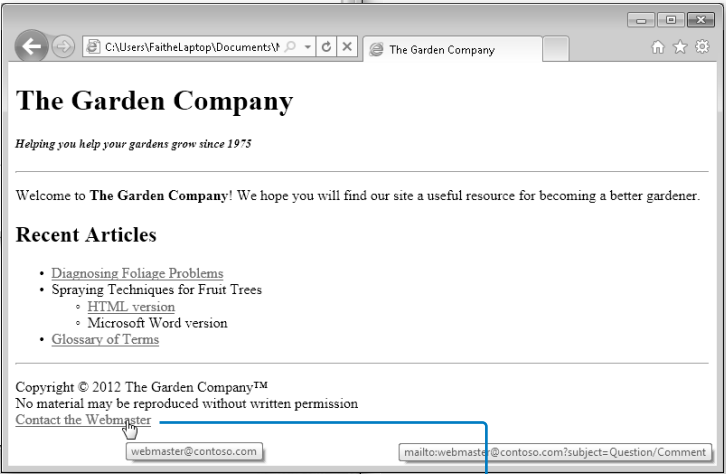 C:\Users\FaitheLaptop\Documents\
The Garden Company
The Garden Company
Helping you help your gardens grow since 1975
Welcome to The Garden Company! We hope you will find our site a useful resource for becoming a better gardener.
Recent Articles
• Diagnosing Foliage Problems
• Spraying Techniques for Fruit Trees
◦ HTML version
◦ Microsoft Word version
• Glossary of Terms
Copyright © 2012 The Garden Company™
No material may be reproduced without written permission
Contact the Webmaster
webmaster@contoso.com
mailto:webmaster@contoso.com?subject=Question/Comment